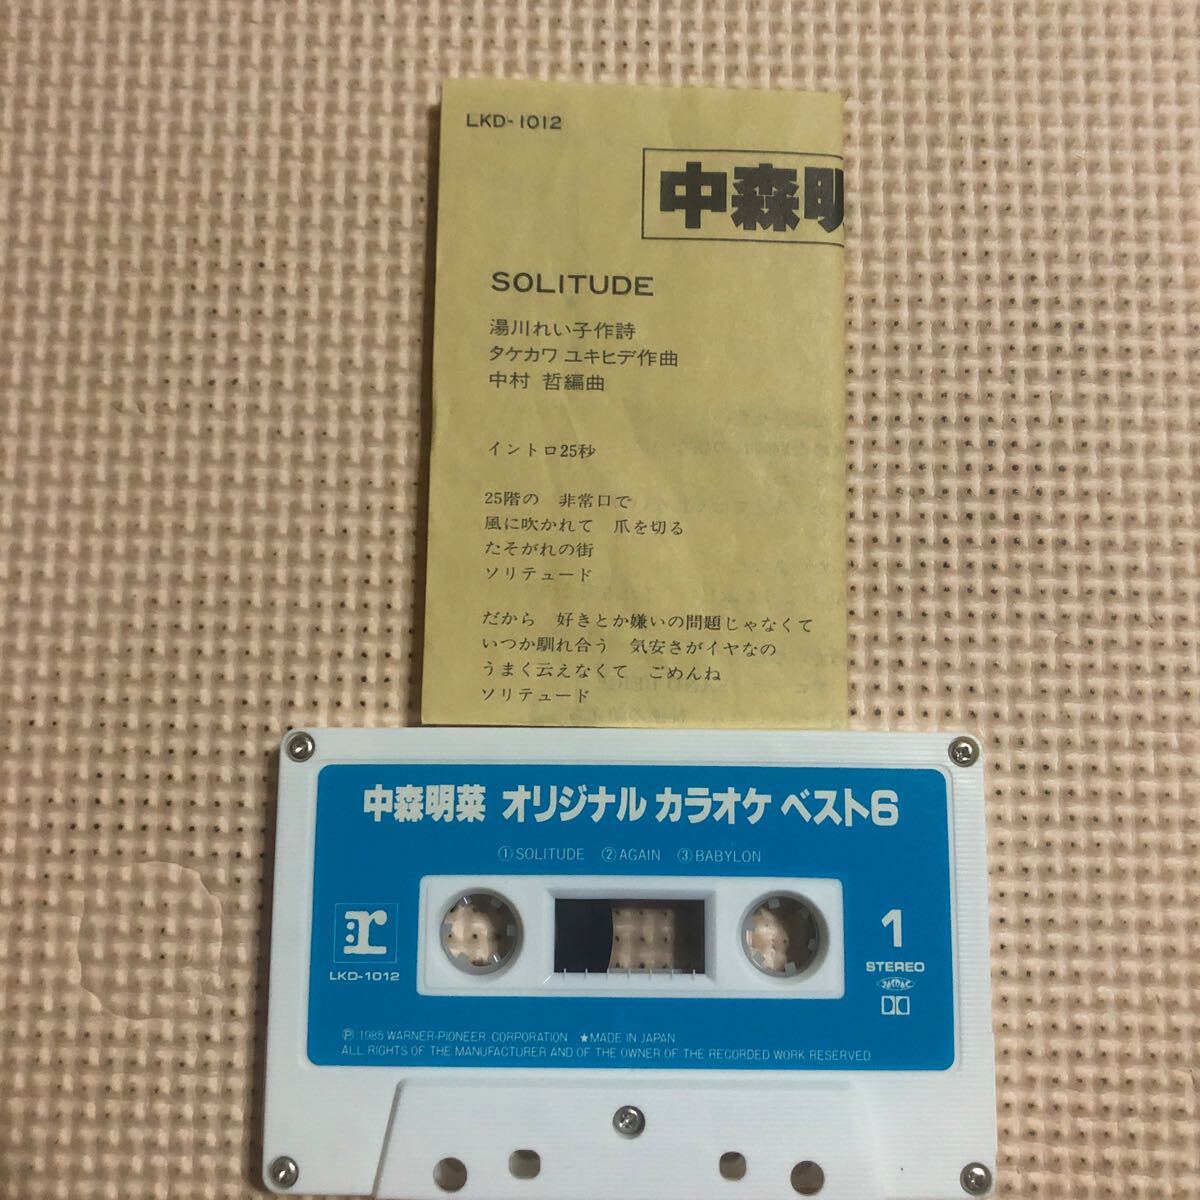 LKD-1012
中森明
SOLITUDE
湯川れい子作詩
タケカワ ユキヒデ作曲
中村 哲編曲
イントロ25秒
25階の 非常口で
風に吹かれて 爪を切る
たそがれの街
ソリテュード
だから 好きとか嫌いの問題じゃなくて
いつか馴れ合う 気安さがイヤなの
うまく云えなくて ごめんね
ソリテュード
中森明菜 オリジナル カラオケ ベスト6
①SOLITUDE ②AGAIN ③BABYLON
r
LKD-1012
1
STEREO
JASRAC
Ⓟ 1985 WARNER-PIONEER CORPORATION ★MADE IN JAPAN
ALL RIGHTS OF THE MANUFACTURER AND OF THE OWNER OF THE RECORDED WORK RESERVED